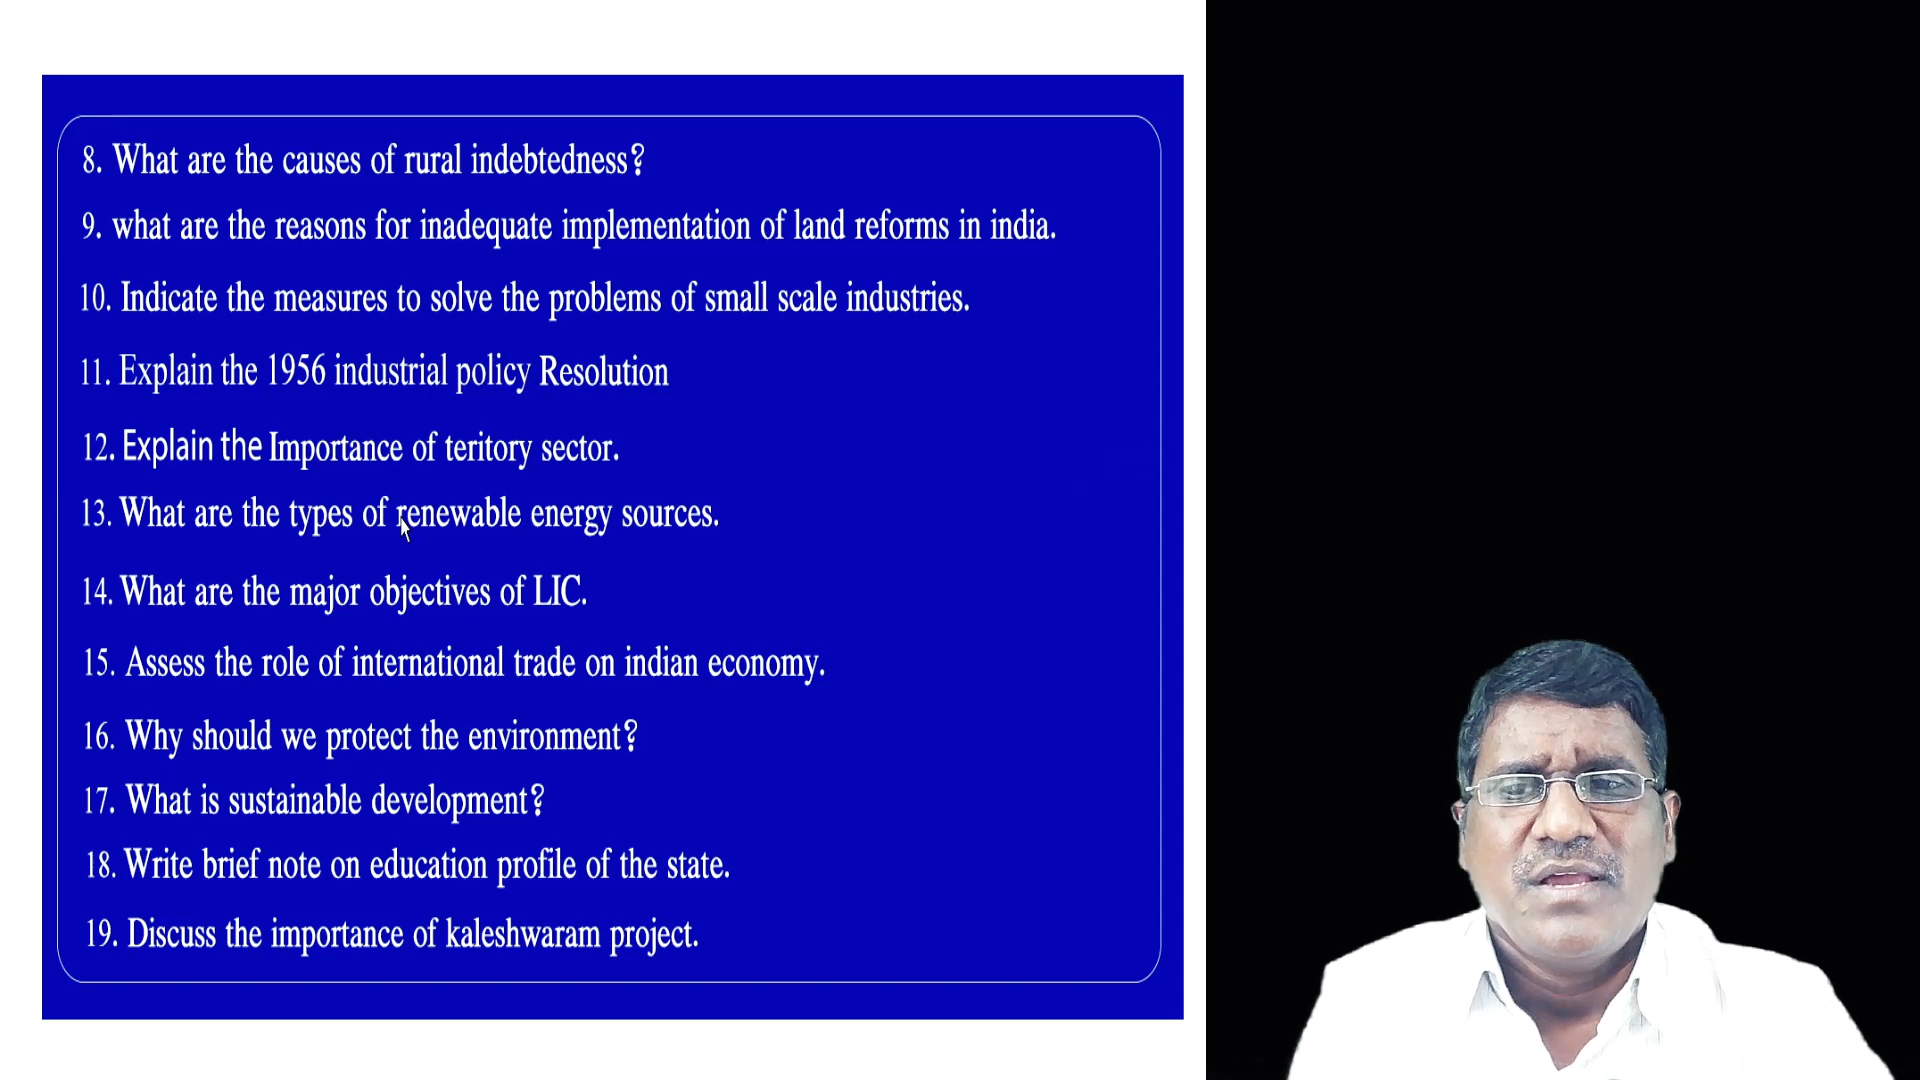 8. What are the causes of rural indebtedness?
9. what are the reasons for inadequate implementation of land reforms in india.
10. Indicate the measures to solve the problems of small scale industries.
11. Explain the 1956 industrial policy Resolution
12. Explain the Importance of teritory sector.
13. What are the types of renewable energy sources.
14. What are the major objectives of LIC.
15. Assess the role of international trade on indian economy.
16. Why should we protect the environment?
17. What is sustainable development?
18. Write brief note on education profile of the state.
19. Discuss the importance of kaleshwaram project.